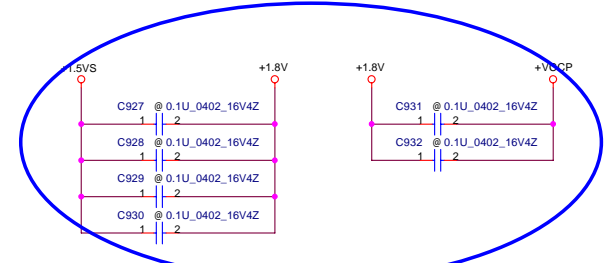 +1.5VS +1.8V +1.8V +VCCP
C927 @ 0.1U_0402_16V4Z C931 @ 0.1U_0402_16V4Z
1 2 1 2
C928 @ 0.1U_0402_16V4Z C932 @ 0.1U_0402_16V4Z
1 2 1 2
C929 @ 0.1U_0402_16V4Z
1 2
C930 @ 0.1U_0402_16V4Z
1 2